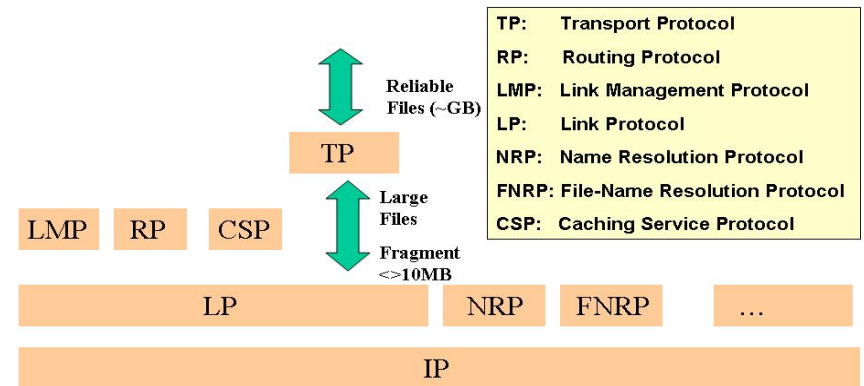 TP: Transport Protocol
RP: Routing Protocol
LMP: Link Management Protocol
LP: Link Protocol
NRP: Name Resolution Protocol
FNRP: File-Name Resolution Protocol
CSP: Caching Service Protocol
Reliable
Files (~GB)
TP
Large
Files
Fragment
<>10MB
LMP RP CSP
LP NRP FNRP ...
IP